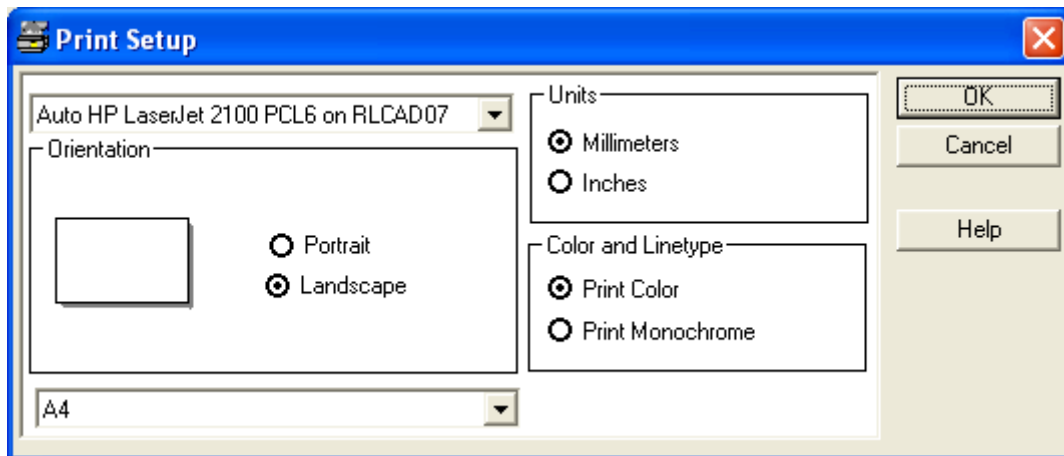 Print Setup
Auto HP LaserJet 2100 PCL6 on RLCAD07
Orientation
Portrait
Landscape
A4
Units
Millimeters
Inches
Color and Linetype
Print Color
Print Monochrome
OK
Cancel
Help